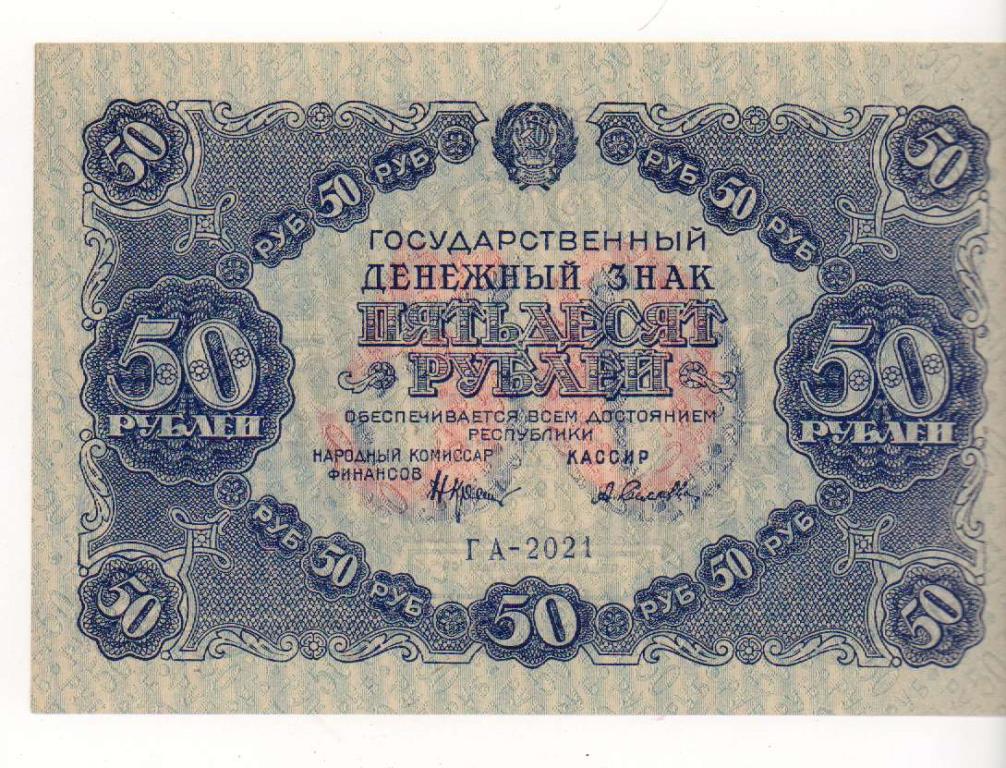 50 РУБ 50 РУБ РУБ 50 РУБ 50
ГОСУДАРСТВЕННЫЙ
ДЕНЕЖНЫЙ ЗНАК
ПЯТЬДЕСЯТ
РУБЛЕЙ
50 РУБЛЕЙ
50 РУБЛЕЙ
ОБЕСПЕЧИВАЕТСЯ ВСЕМ ДОСТОЯНИЕМ
РЕСПУБЛИКИ
НАРОДНЫЙ КОМИССАР
ФИНАНСОВ
КАССИР
ГА-2021
50 РУБ 50 РУБ 50 РУБ 50 РУБ 50